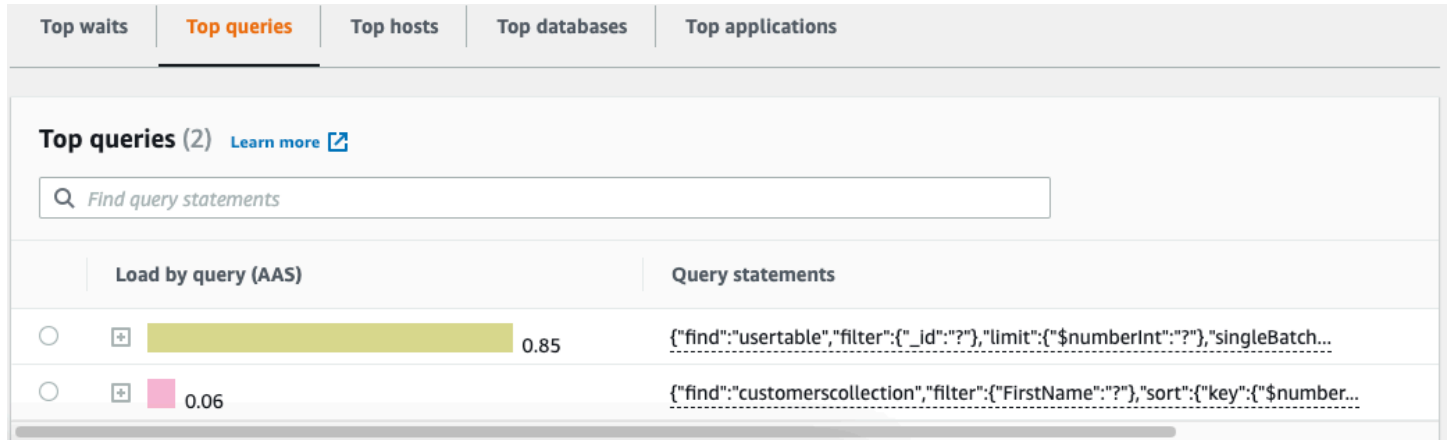 Top waits Top queries Top hosts Top databases Top applications
Top queries (2) Learn more
Find query statements
Load by query (AAS) Query statements
0.85 {"find":"usertable","filter":{"_id":"?"},"limit":{"$numberInt":"?"},"singleBatch...
0.06 {"find":"customerscollection","filter":{"FirstName":"?"},"sort":{"key":{"$number...